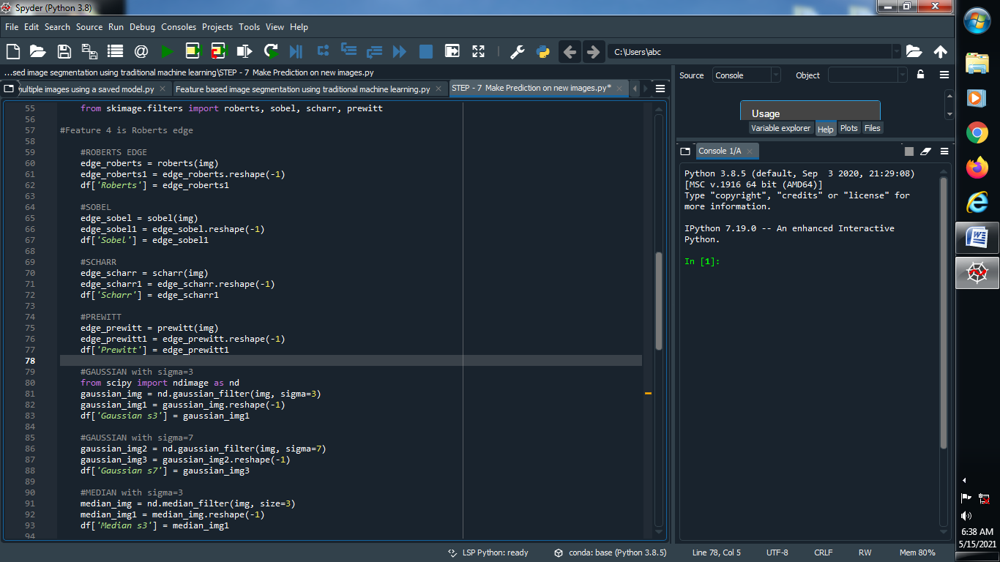 Spyder (Python 3.8)
File Edit Search Source Run Debug Consoles Projects Tools View Help
C:\Users\abc
...sed image segmentation using traditional machine learning\STEP - 7 Make Prediction on new images.py
multiple images using a saved model.py
Feature based image segmentation using traditional machine learning.py
STEP - 7 Make Prediction on new images.py*
55 from skimage.filters import roberts, sobel, scharr, prewitt
56
57 #Feature 4 is Roberts edge
58
59 #ROBERTS EDGE
60 edge_roberts = roberts(img)
61 edge_roberts1 = edge_roberts.reshape(-1)
62 df['Roberts'] = edge_roberts1
63
64 #SOBEL
65 edge_sobel = sobel(img)
66 edge_sobel1 = edge_sobel.reshape(-1)
67 df['Sobel'] = edge_sobel1
68
69 #SCHARR
70 edge_scharr = scharr(img)
71 edge_scharr1 = edge_scharr.reshape(-1)
72 df['Scharr'] = edge_scharr1
73
74 #PREWITT
75 edge_prewitt = prewitt(img)
76 edge_prewitt1 = edge_prewitt.reshape(-1)
77 df['Prewitt'] = edge_prewitt1
78
79 #GAUSSIAN with sigma=3
80 from scipy import ndimage as nd
81 gaussian_img = nd.gaussian_filter(img, sigma=3)
82 gaussian_img1 = gaussian_img.reshape(-1)
83 df['Gaussian s3'] = gaussian_img1
84
85 #GAUSSIAN with sigma=7
86 gaussian_img2 = nd.gaussian_filter(img, sigma=7)
87 gaussian_img3 = gaussian_img2.reshape(-1)
88 df['Gaussian s7'] = gaussian_img3
89
90 #MEDIAN with sigma=3
91 median_img = nd.median_filter(img, size=3)
92 median_img1 = median_img.reshape(-1)
93 df['Median s3'] = median_img1
94
Source Console Object
Usage
Variable explorer Help Plots Files
Console 1/A
Python 3.8.5 (default, Sep 3 2020, 21:29:08)
[MSC v.1916 64 bit (AMD64)]
Type "copyright", "credits" or "license" for
more information.
IPython 7.19.0 -- An enhanced Interactive
Python.
In [1]:
LSP Python: ready conda: base (Python 3.8.5) Line 78, Col 5 UTF-8 CRLF RW Mem 80%
6:38 AM
5/15/2021